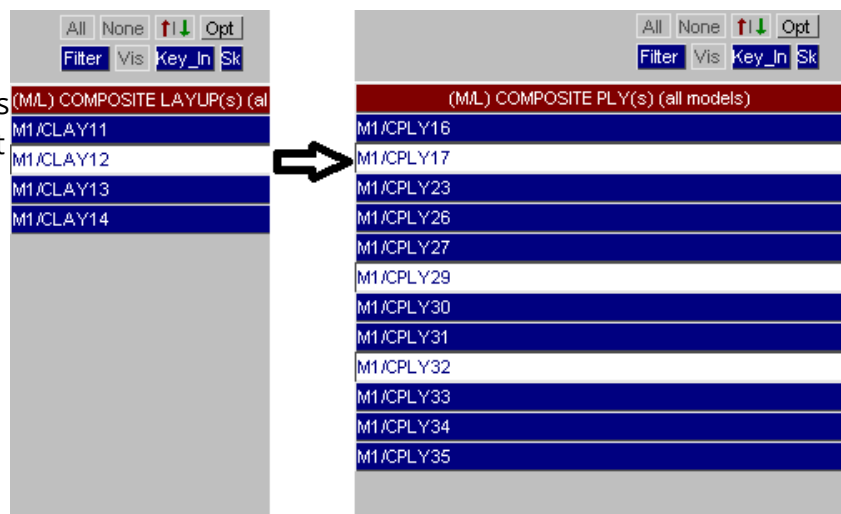 All None Opt
Filter Vis Key_In Sk
(M/L) COMPOSITE LAYUP(s) (al
M1/CLAY11
M1/CLAY12
M1/CLAY13
M1/CLAY14
s
t
All None Opt
Filter Vis Key_In Sk
(M/L) COMPOSITE PLY(s) (all models)
M1/CPLY16
M1/CPLY17
M1/CPLY23
M1/CPLY26
M1/CPLY27
M1/CPLY29
M1/CPLY30
M1/CPLY31
M1/CPLY32
M1/CPLY33
M1/CPLY34
M1/CPLY35